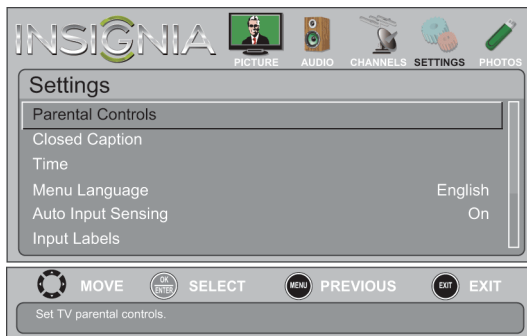 INSIGNIA
PICTURE AUDIO CHANNELS SETTINGS PHOTOS
Settings
Parental Controls
Closed Caption
Time
Menu Language English
Auto Input Sensing On
Input Labels
MOVE OK ENTER SELECT MENU PREVIOUS EXIT EXIT
Set TV parental controls.